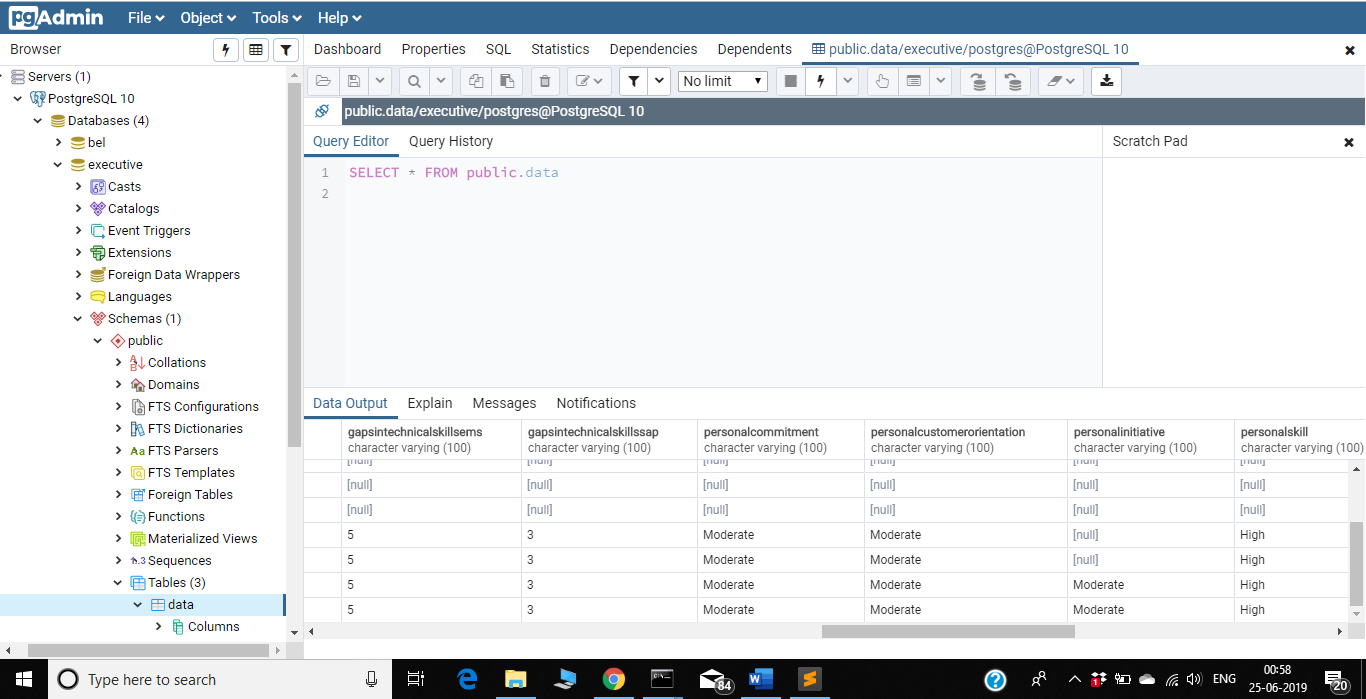 pgAdmin File Object Tools Help
Browser
Dashboard Properties SQL Statistics Dependencies Dependents public.data/executive/postgres@PostgreSQL 10
Servers (1)
PostgreSQL 10
Databases (4)
bel
executive
Casts
Catalogs
Event Triggers
Extensions
Foreign Data Wrappers
Languages
Schemas (1)
public
Collations
Domains
FTS Configurations
FTS Dictionaries
Aa FTS Parsers
FTS Templates
Foreign Tables
Functions
Materialized Views
1..3 Sequences
Tables (3)
data
Columns
No limit
public.data/executive/postgres@PostgreSQL 10
Query Editor Query History
Scratch Pad
1 SELECT * FROM public.data
2
Data Output Explain Messages Notifications
gapsintechnicalskillsems gapsintechnicalskillssap personalcommitment personalcustomerorientation personalinitiative personalskill
character varying (100) character varying (100) character varying (100) character varying (100) character varying (100) character varying (100)
[null] [null] [null] [null] [null] [null]
[null] [null] [null] [null] [null] [null]
[null] [null] [null] [null] [null] [null]
5 3 Moderate Moderate [null] High
5 3 Moderate Moderate [null] High
5 3 Moderate Moderate Moderate High
5 3 Moderate Moderate Moderate High
Type here to search
84
1
ENG
00:58
25-06-2019
20